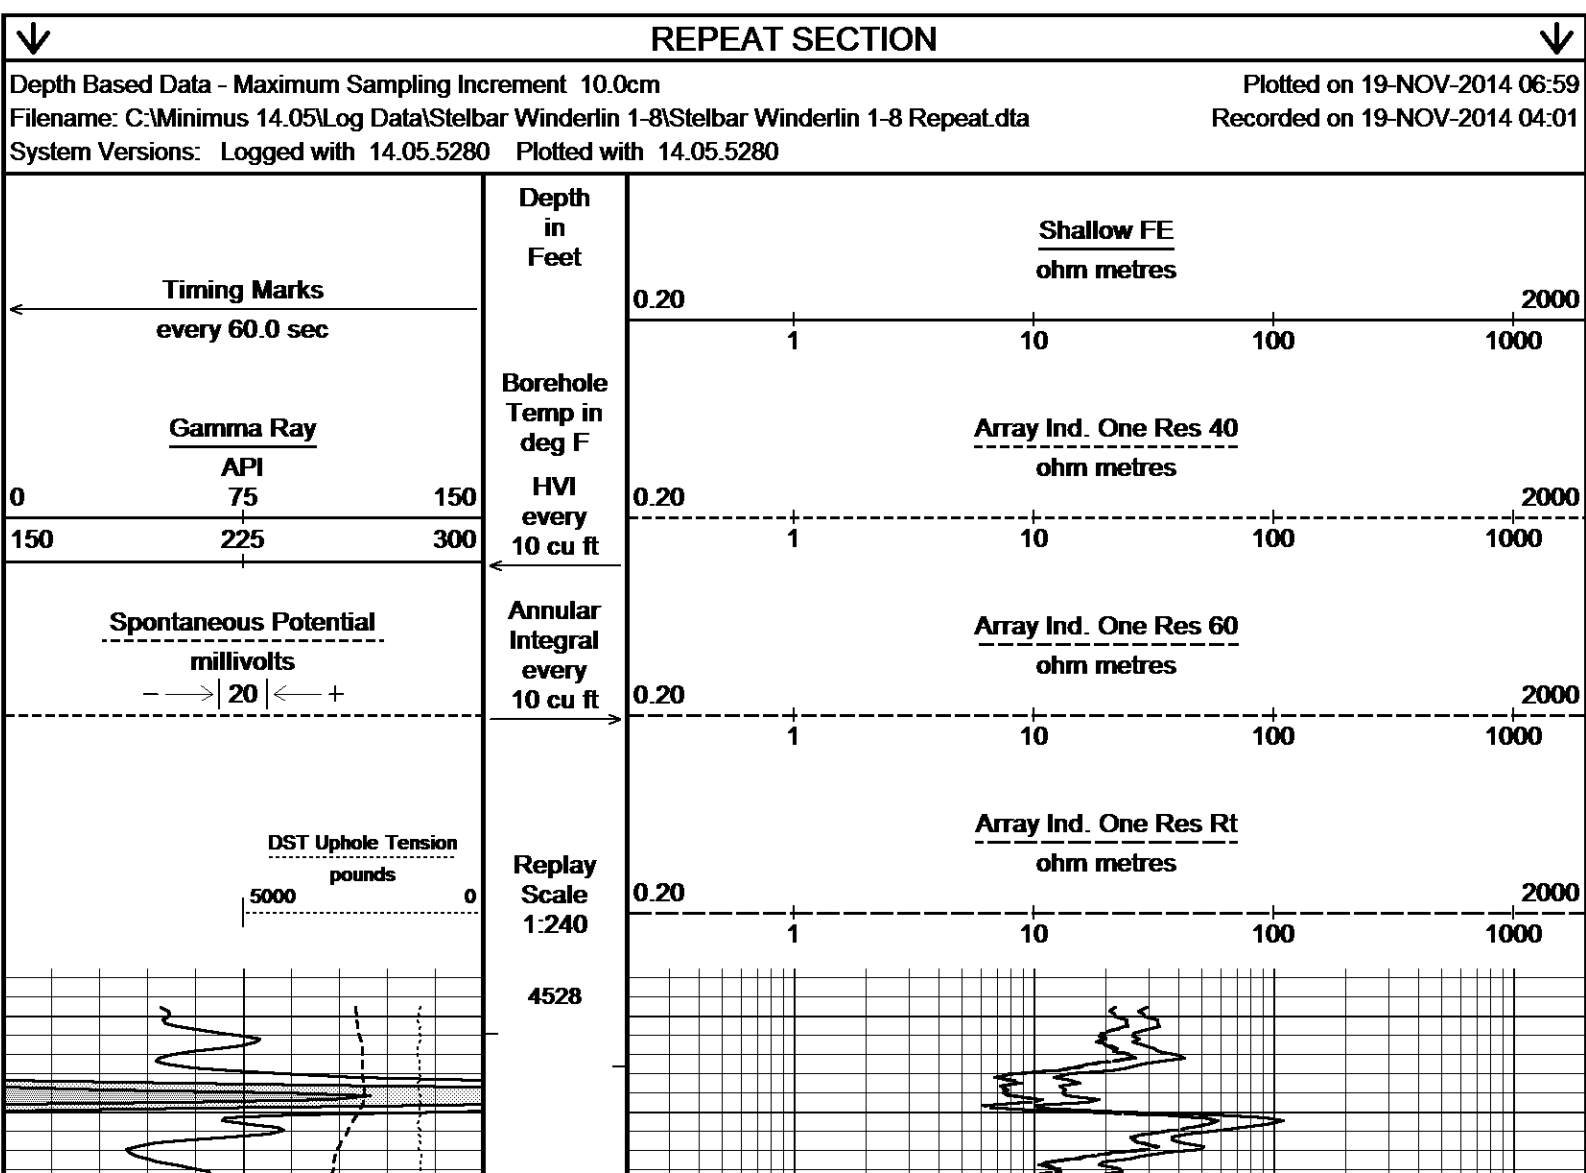 REPEAT SECTION
Depth Based Data - Maximum Sampling Increment 10.0cm
Plotted on 19-NOV-2014 06:59
Filename: C:\Minimus 14.05\Log Data\Stelbar Winderlin 1-8\Stelbar Winderlin 1-8 Repeat.dta
Recorded on 19-NOV-2014 04:01
System Versions: Logged with 14.05.5280 Plotted with 14.05.5280
Timing Marks
every 60.0 sec
Gamma Ray
API
0 75 150
150 225 300
Spontaneous Potential
millivolts
- 20 +
DST Uphole Tension
pounds
5000 0
Depth
in
Feet
Borehole
Temp in
deg F
HVI
every
10 cu ft
Annular
Integral
every
10 cu ft
Replay
Scale
1:240
4528
Shallow FE
ohm metres
0.20 2000
1 10 100 1000
Array Ind. One Res 40
ohm metres
0.20 2000
1 10 100 1000
Array Ind. One Res 60
ohm metres
0.20 2000
1 10 100 1000
Array Ind. One Res Rt
ohm metres
0.20 2000
1 10 100 1000